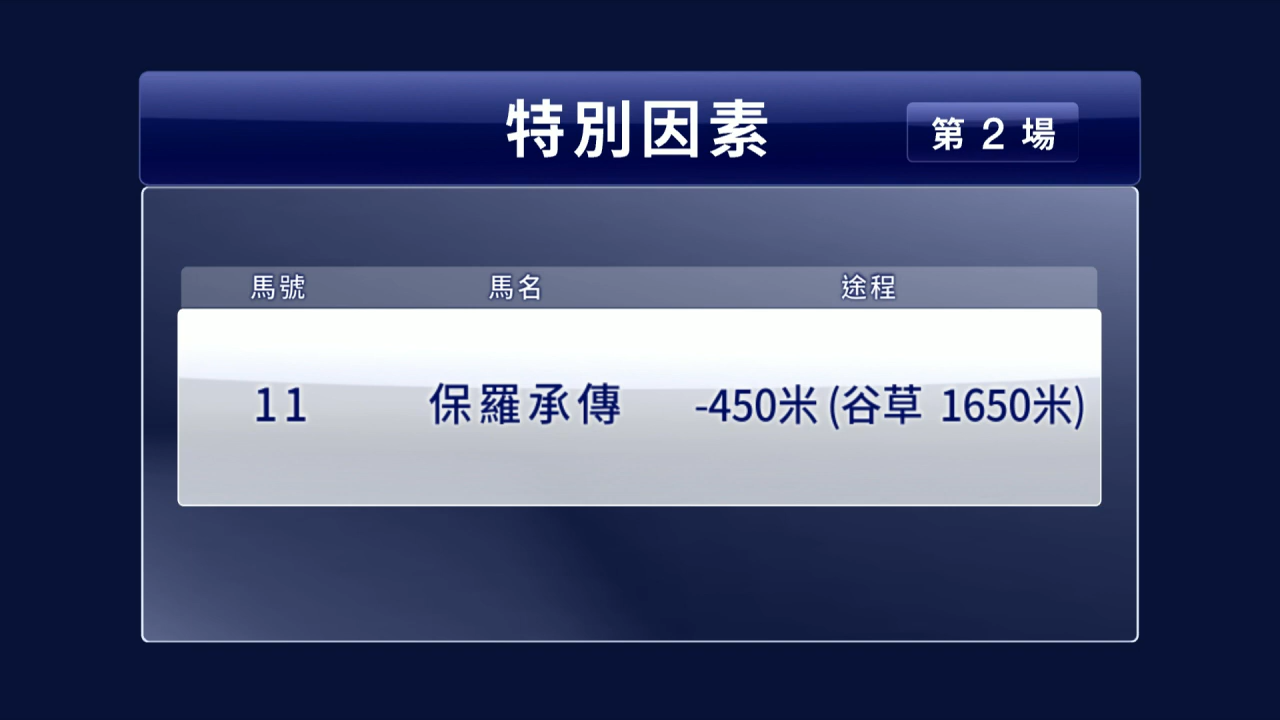 特別因素
第 2 場
馬號 馬名 途程
11 保羅承傳 -450米 (谷草 1650米)